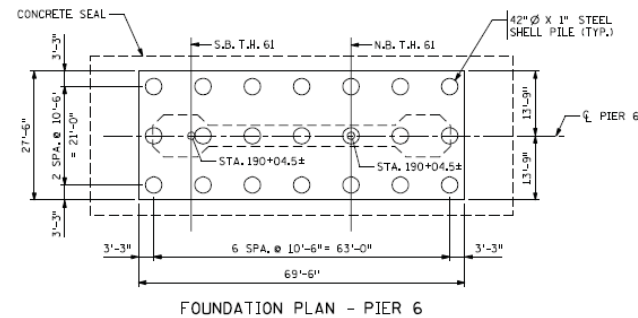 CONCRETE SEAL
3'-3"
S.B. T.H. 61
N.B. T.H. 61
42"Ø X 1" STEEL
SHELL PILE (TYP.)
27'-6"
2 SPA. @ 10'-6"
= 21'-0"
13'-9"
℄ PIER 6
STA. 190+04.5±
STA. 190+04.5±
13'-9"
3'-3"
3'-3"
6 SPA. @ 10'-6"= 63'-0"
3'-3"
69'-6"
FOUNDATION PLAN - PIER 6